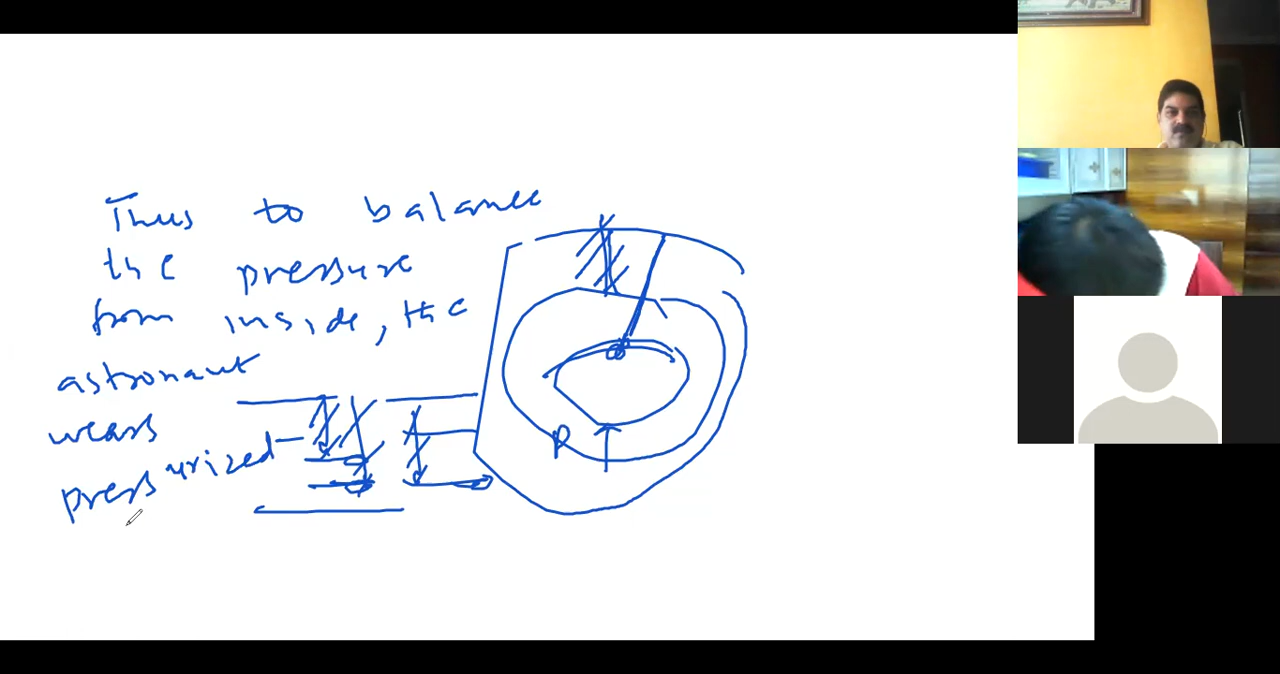 Thus to balance
the pressure
from inside, the
astronaut
wears
pressurized
P